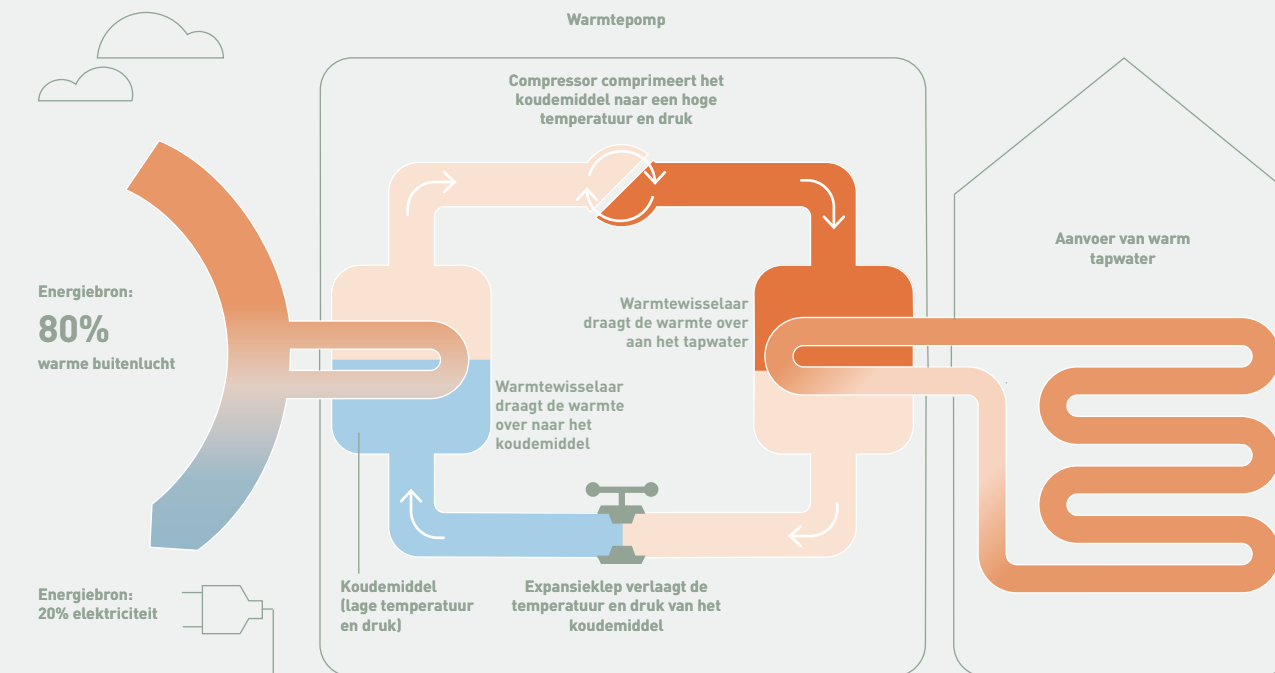 Warmtepomp
Compressor comprimeert het
koudemiddel naar een hoge
temperatuur en druk
Energiebron:
80%
warme buitenlucht
Warmtewisselaar
draagt de warmte over
aan het tapwater
Aanvoer van warm
tapwater
Warmtewisselaar
draagt de warmte
over naar het
koudemiddel
Energiebron:
20% elektriciteit
Koudemiddel
(lage temperatuur
en druk)
Expansieklep verlaagt de
temperatuur en druk van het
koudemiddel